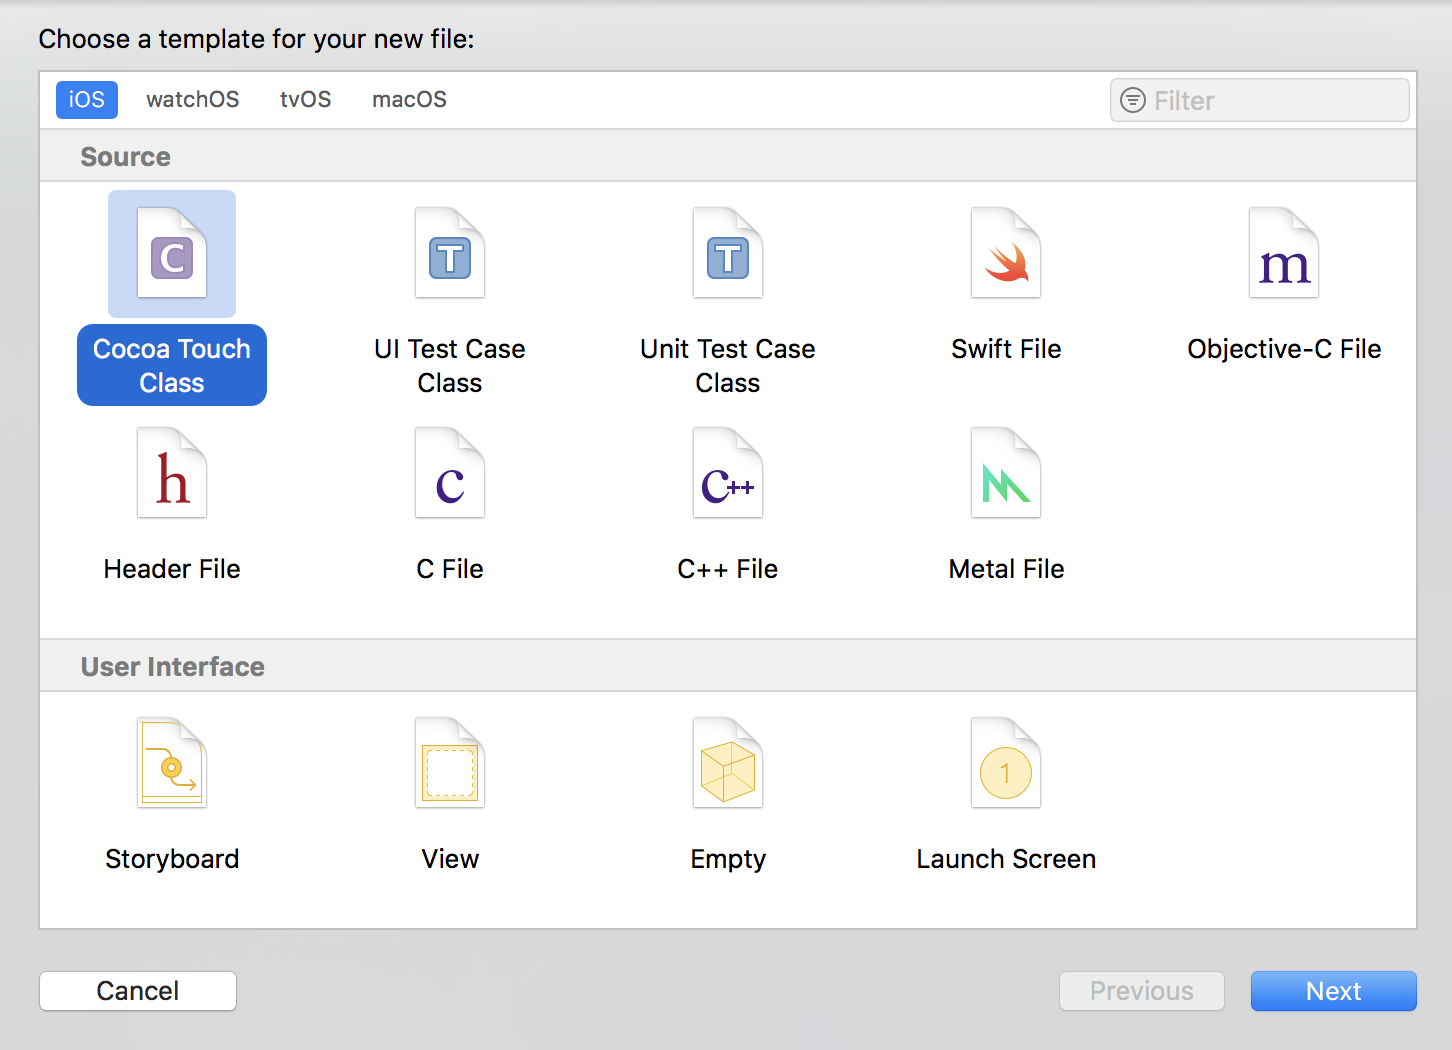 Choose a template for your new file:
iOS watchOS tvOS macOS Filter
Source
C T T m
Cocoa Touch Class
UI Test Case Class
Unit Test Case Class
Swift File
Objective-C File
h c c++
Header File
C File
C++ File
Metal File
User Interface
1
Storyboard
View
Empty
Launch Screen
Cancel Previous Next